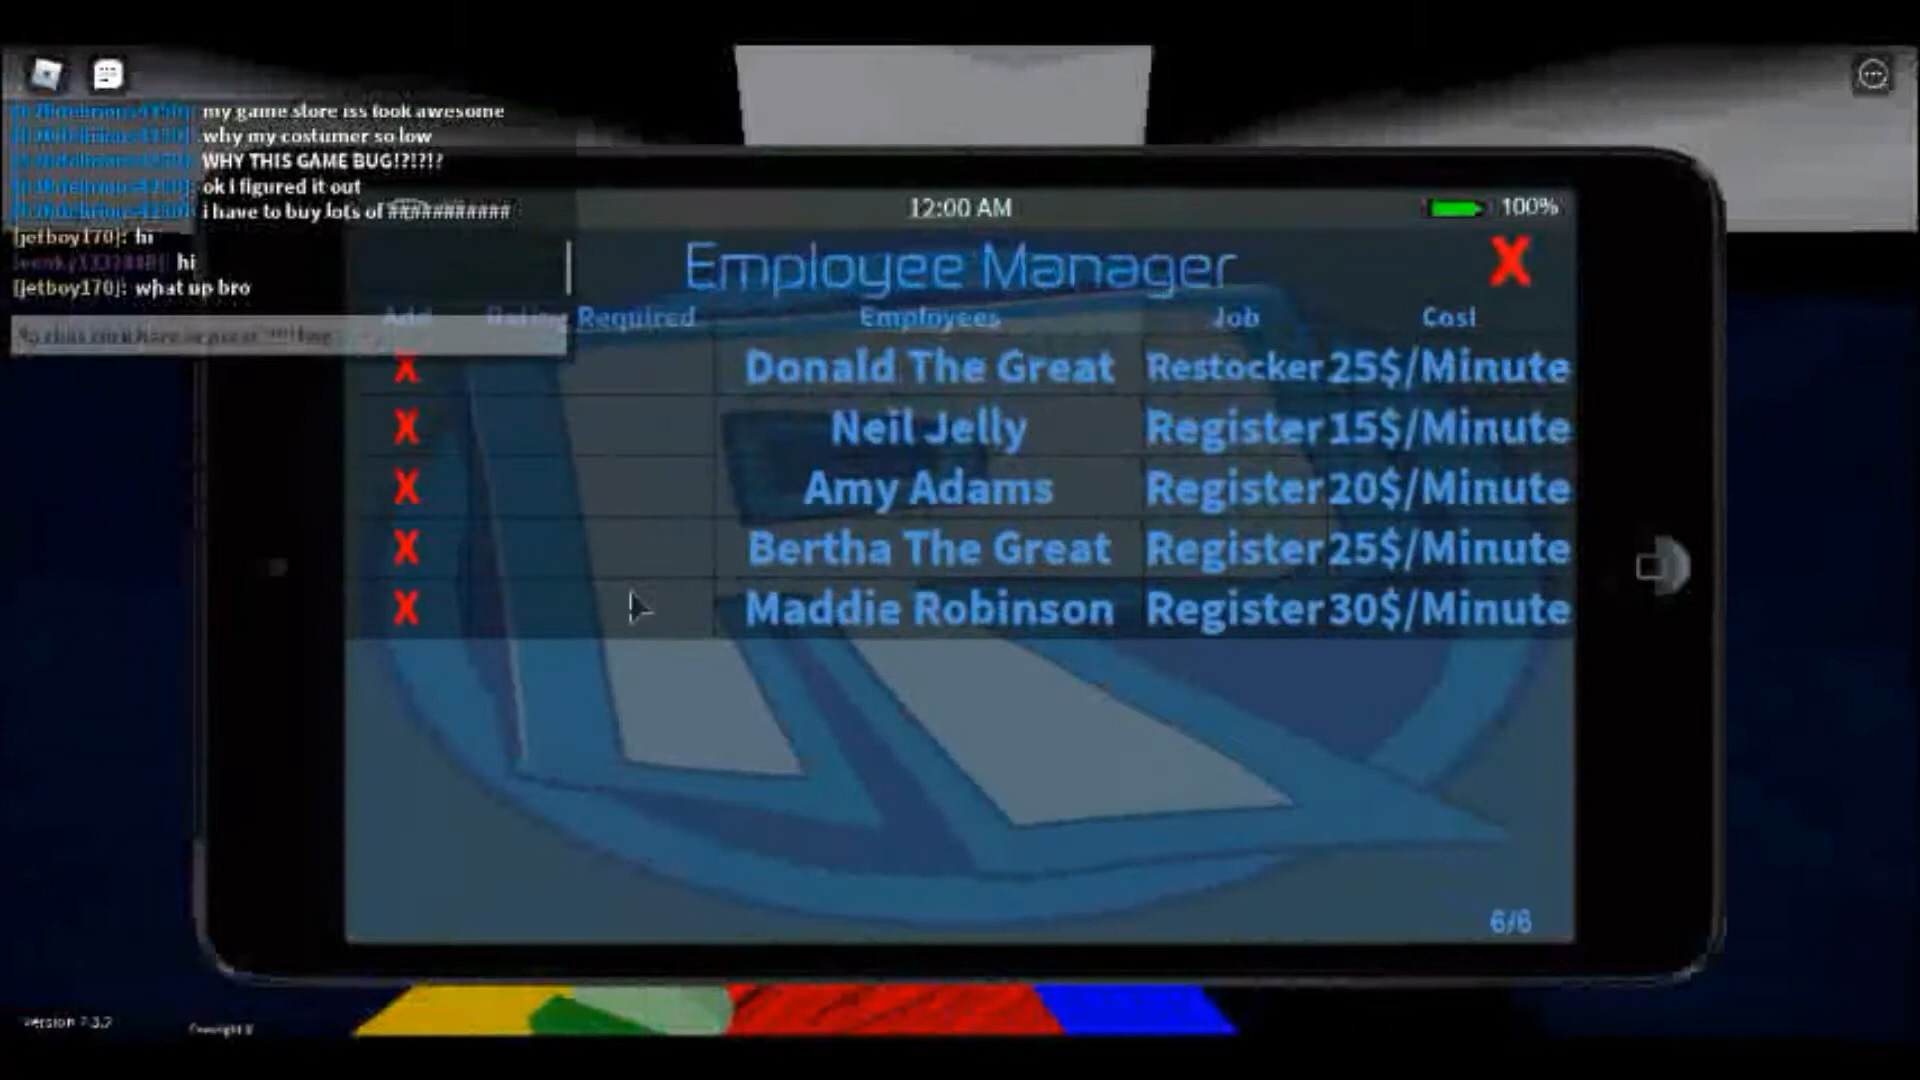 my game store iss look awesome
why my costumer so low
WHY THIS GAME BUG!?!?!?
ok i figured it out
i have to buy lots of ###########
[jetboy170]: hi
hi
[jetboy170]: what up bro
12:00 AM 100%
Employee Manager X
Add Rating Required Employees Job Cost
X Donald The Great Restocker 25$/Minute
X Neil Jelly Register 15$/Minute
X Amy Adams Register 20$/Minute
X Bertha The Great Register 25$/Minute
X Maddie Robinson Register 30$/Minute
6/6